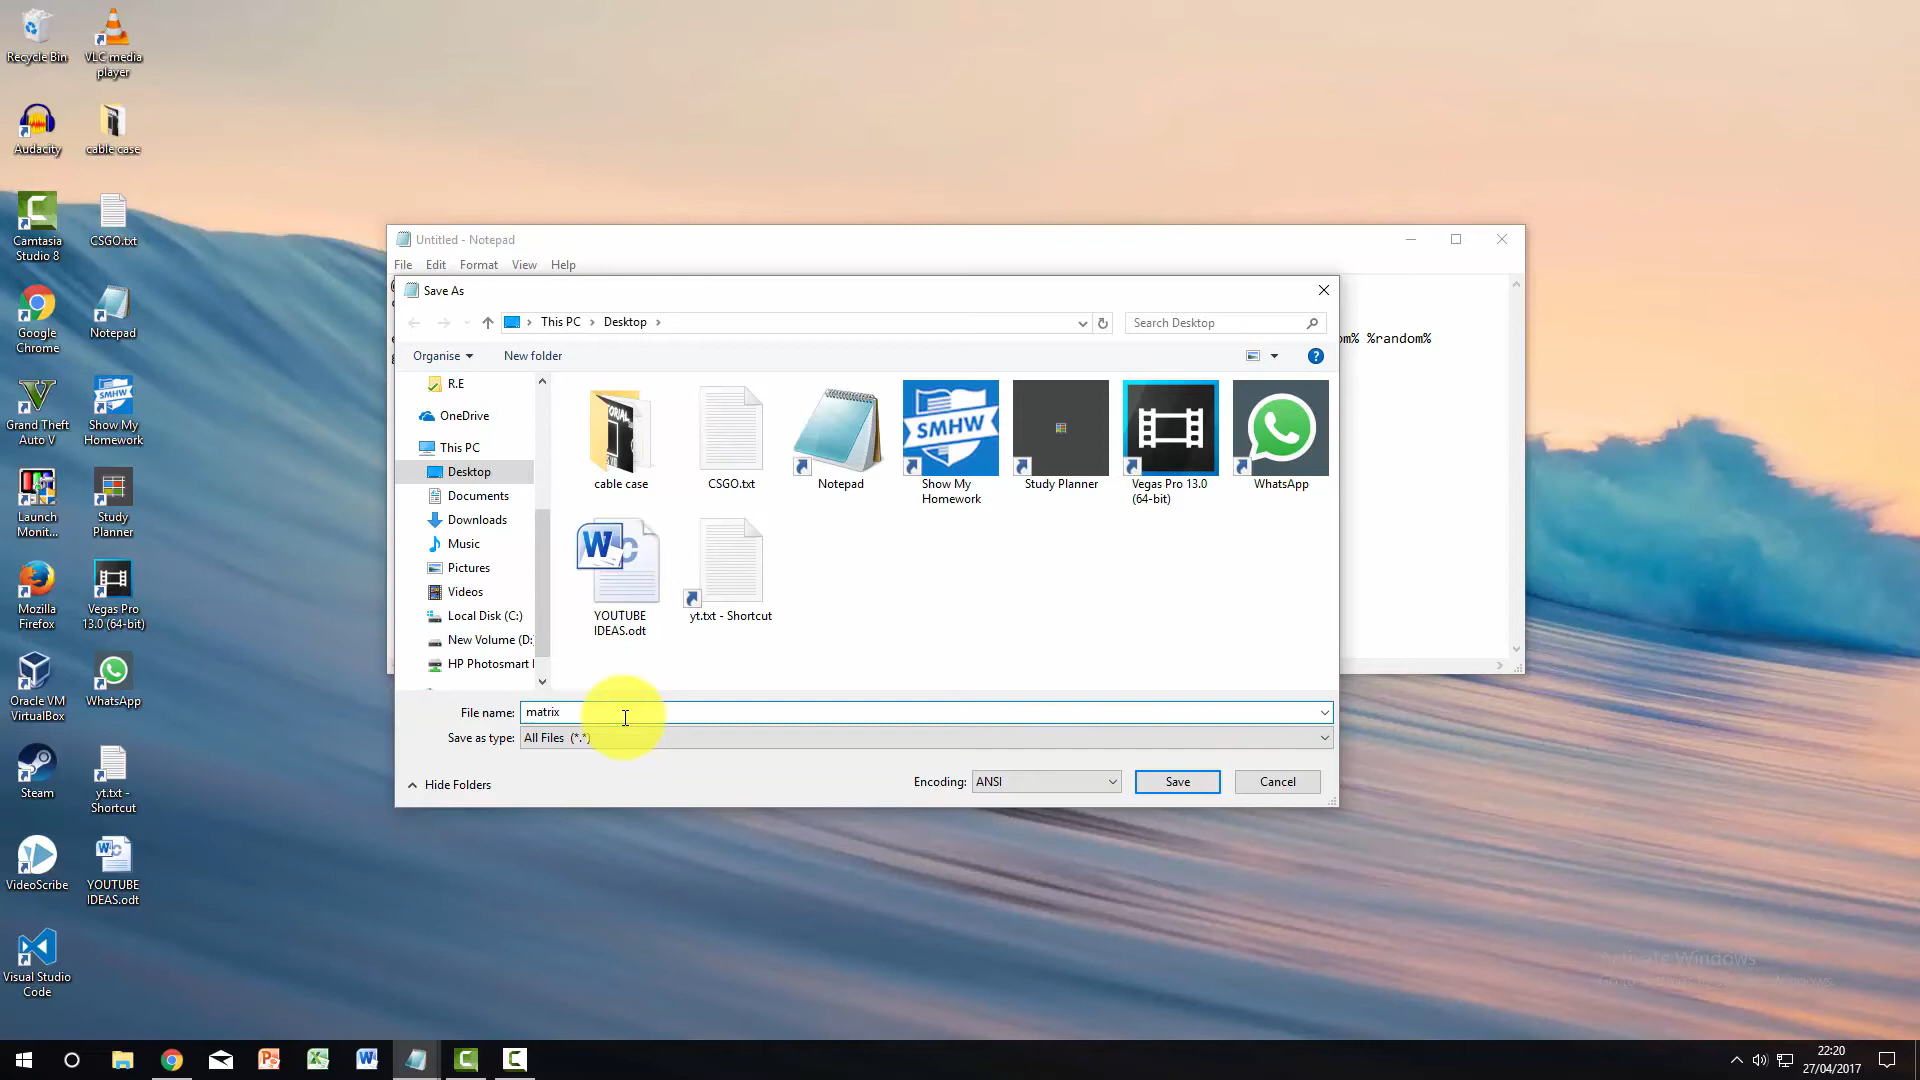 Recycle Bin
VLC media
player
Audacity
cable case
Camtasia
Studio 8
CSGO.txt
Google
Chrome
Notepad
Grand Theft
Auto V
Show My
Homework
Launch
Monit...
Study
Planner
Mozilla
Firefox
Vegas Pro
13.0 (64-bit)
Oracle VM
VirtualBox
WhatsApp
Steam
yt.txt -
Shortcut
VideoScribe
YOUTUBE
IDEAS.odt
Visual Studio
Code
Untitled - Notepad
File Edit Format View Help
%random%
Save As
This PC
Desktop
Search Desktop
Organise
New folder
R.E
OneDrive
This PC
Desktop
Documents
Downloads
Music
Pictures
Videos
Local Disk (C:)
New Volume (D:
HP Photosmart
cable case
CSGO.txt
Notepad
SMHW
Show My
Homework
Study Planner
Vegas Pro 13.0
(64-bit)
WhatsApp
YOUTUBE
IDEAS.odt
yt.txt - Shortcut
File name: matrix
Save as type: All Files (*.*)
Hide Folders
Encoding: ANSI
Save
Cancel
Activate Windows
22:20
27/04/2017